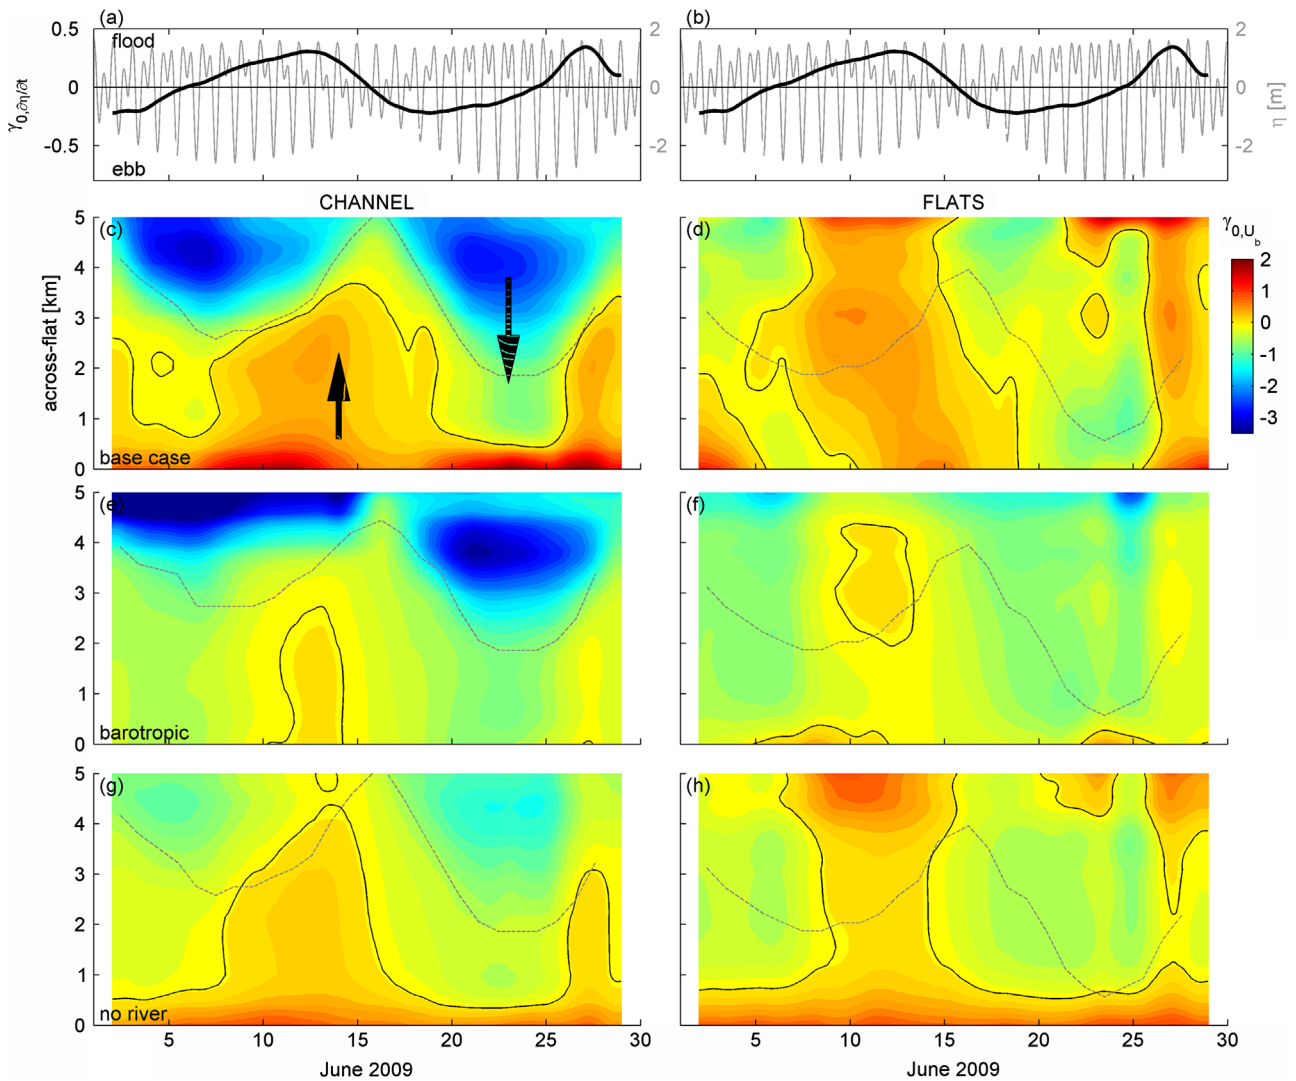 (a)
(b)
0.5
flood
2
2
γ0,∂η/∂t
0
0
0
η [m]
-0.5
ebb
-2
-2
CHANNEL
FLATS
5
(c)
(d)
γ0,Ub
4
2
1
3
0
across-flat [km]
-1
2
-2
1
-3
base case
0
5
(e)
(f)
4
3
2
1
barotropic
0
5
(g)
(h)
4
3
2
1
no river
0
5
10
15
20
25
30
5
10
15
20
25
30
June 2009
June 2009